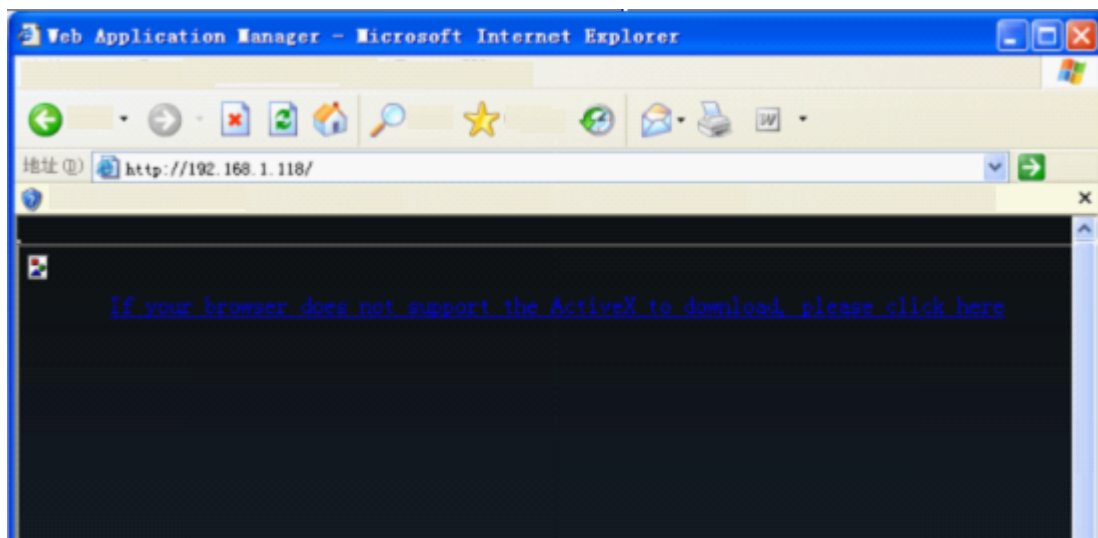 Web Application Manager - Microsoft Internet Explorer
地址(D) http://192.168.1.118/
If your browser does not support the ActiveX to download, please click here